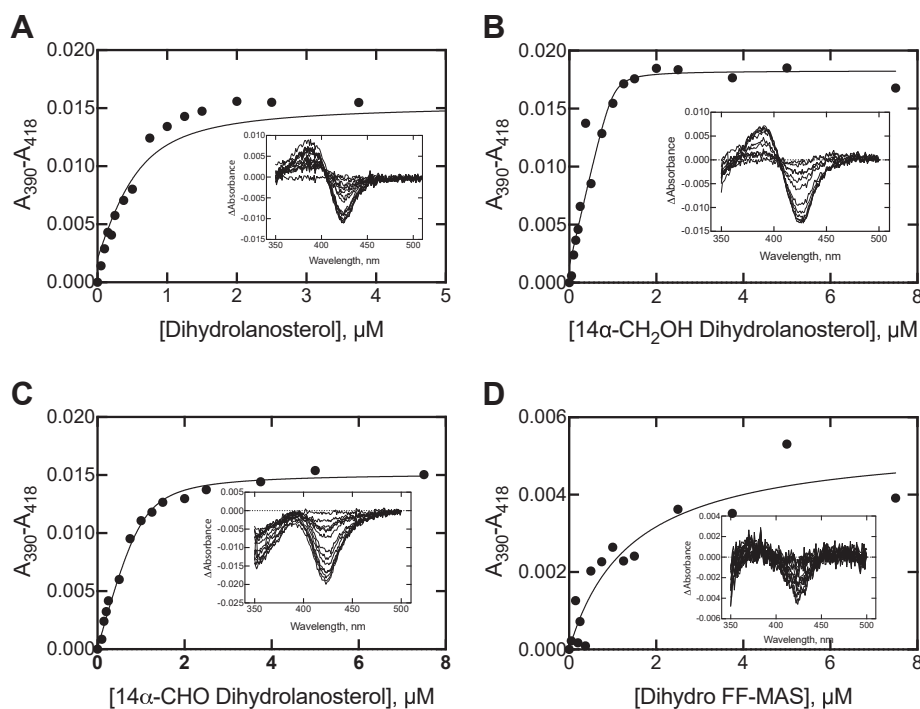 A
B
0.020
0.015
0.010
0.005
0.000
A390-A418
0 1 2 3 4 5
[Dihydrolanosterol], μM
0.010
0.005
0.000
-0.005
-0.010
-0.015
ΔAbsorbance
350 400 450 500
Wavelength, nm
0.020
0.015
0.010
0.005
0.000
A390-A418
0 2 4 6 8
[14α-CH2OH Dihydrolanosterol], μM
0.010
0.005
0.000
-0.005
-0.010
-0.015
ΔAbsorbance
350 400 450 500
Wavelength, nm
C
D
0.020
0.015
0.010
0.005
0.000
A390-A418
0 2 4 6 8
[14α-CHO Dihydrolanosterol], μM
0.005
0.000
-0.005
-0.010
-0.015
-0.020
-0.025
ΔAbsorbance
350 400 450 500
Wavelength, nm
0.006
0.004
0.002
0.000
A390-A418
0 2 4 6 8
[Dihydro FF-MAS], μM
0.004
0.002
0.000
-0.002
-0.004
-0.006
ΔAbsorbance
350 400 450 500
Wavelength, nm